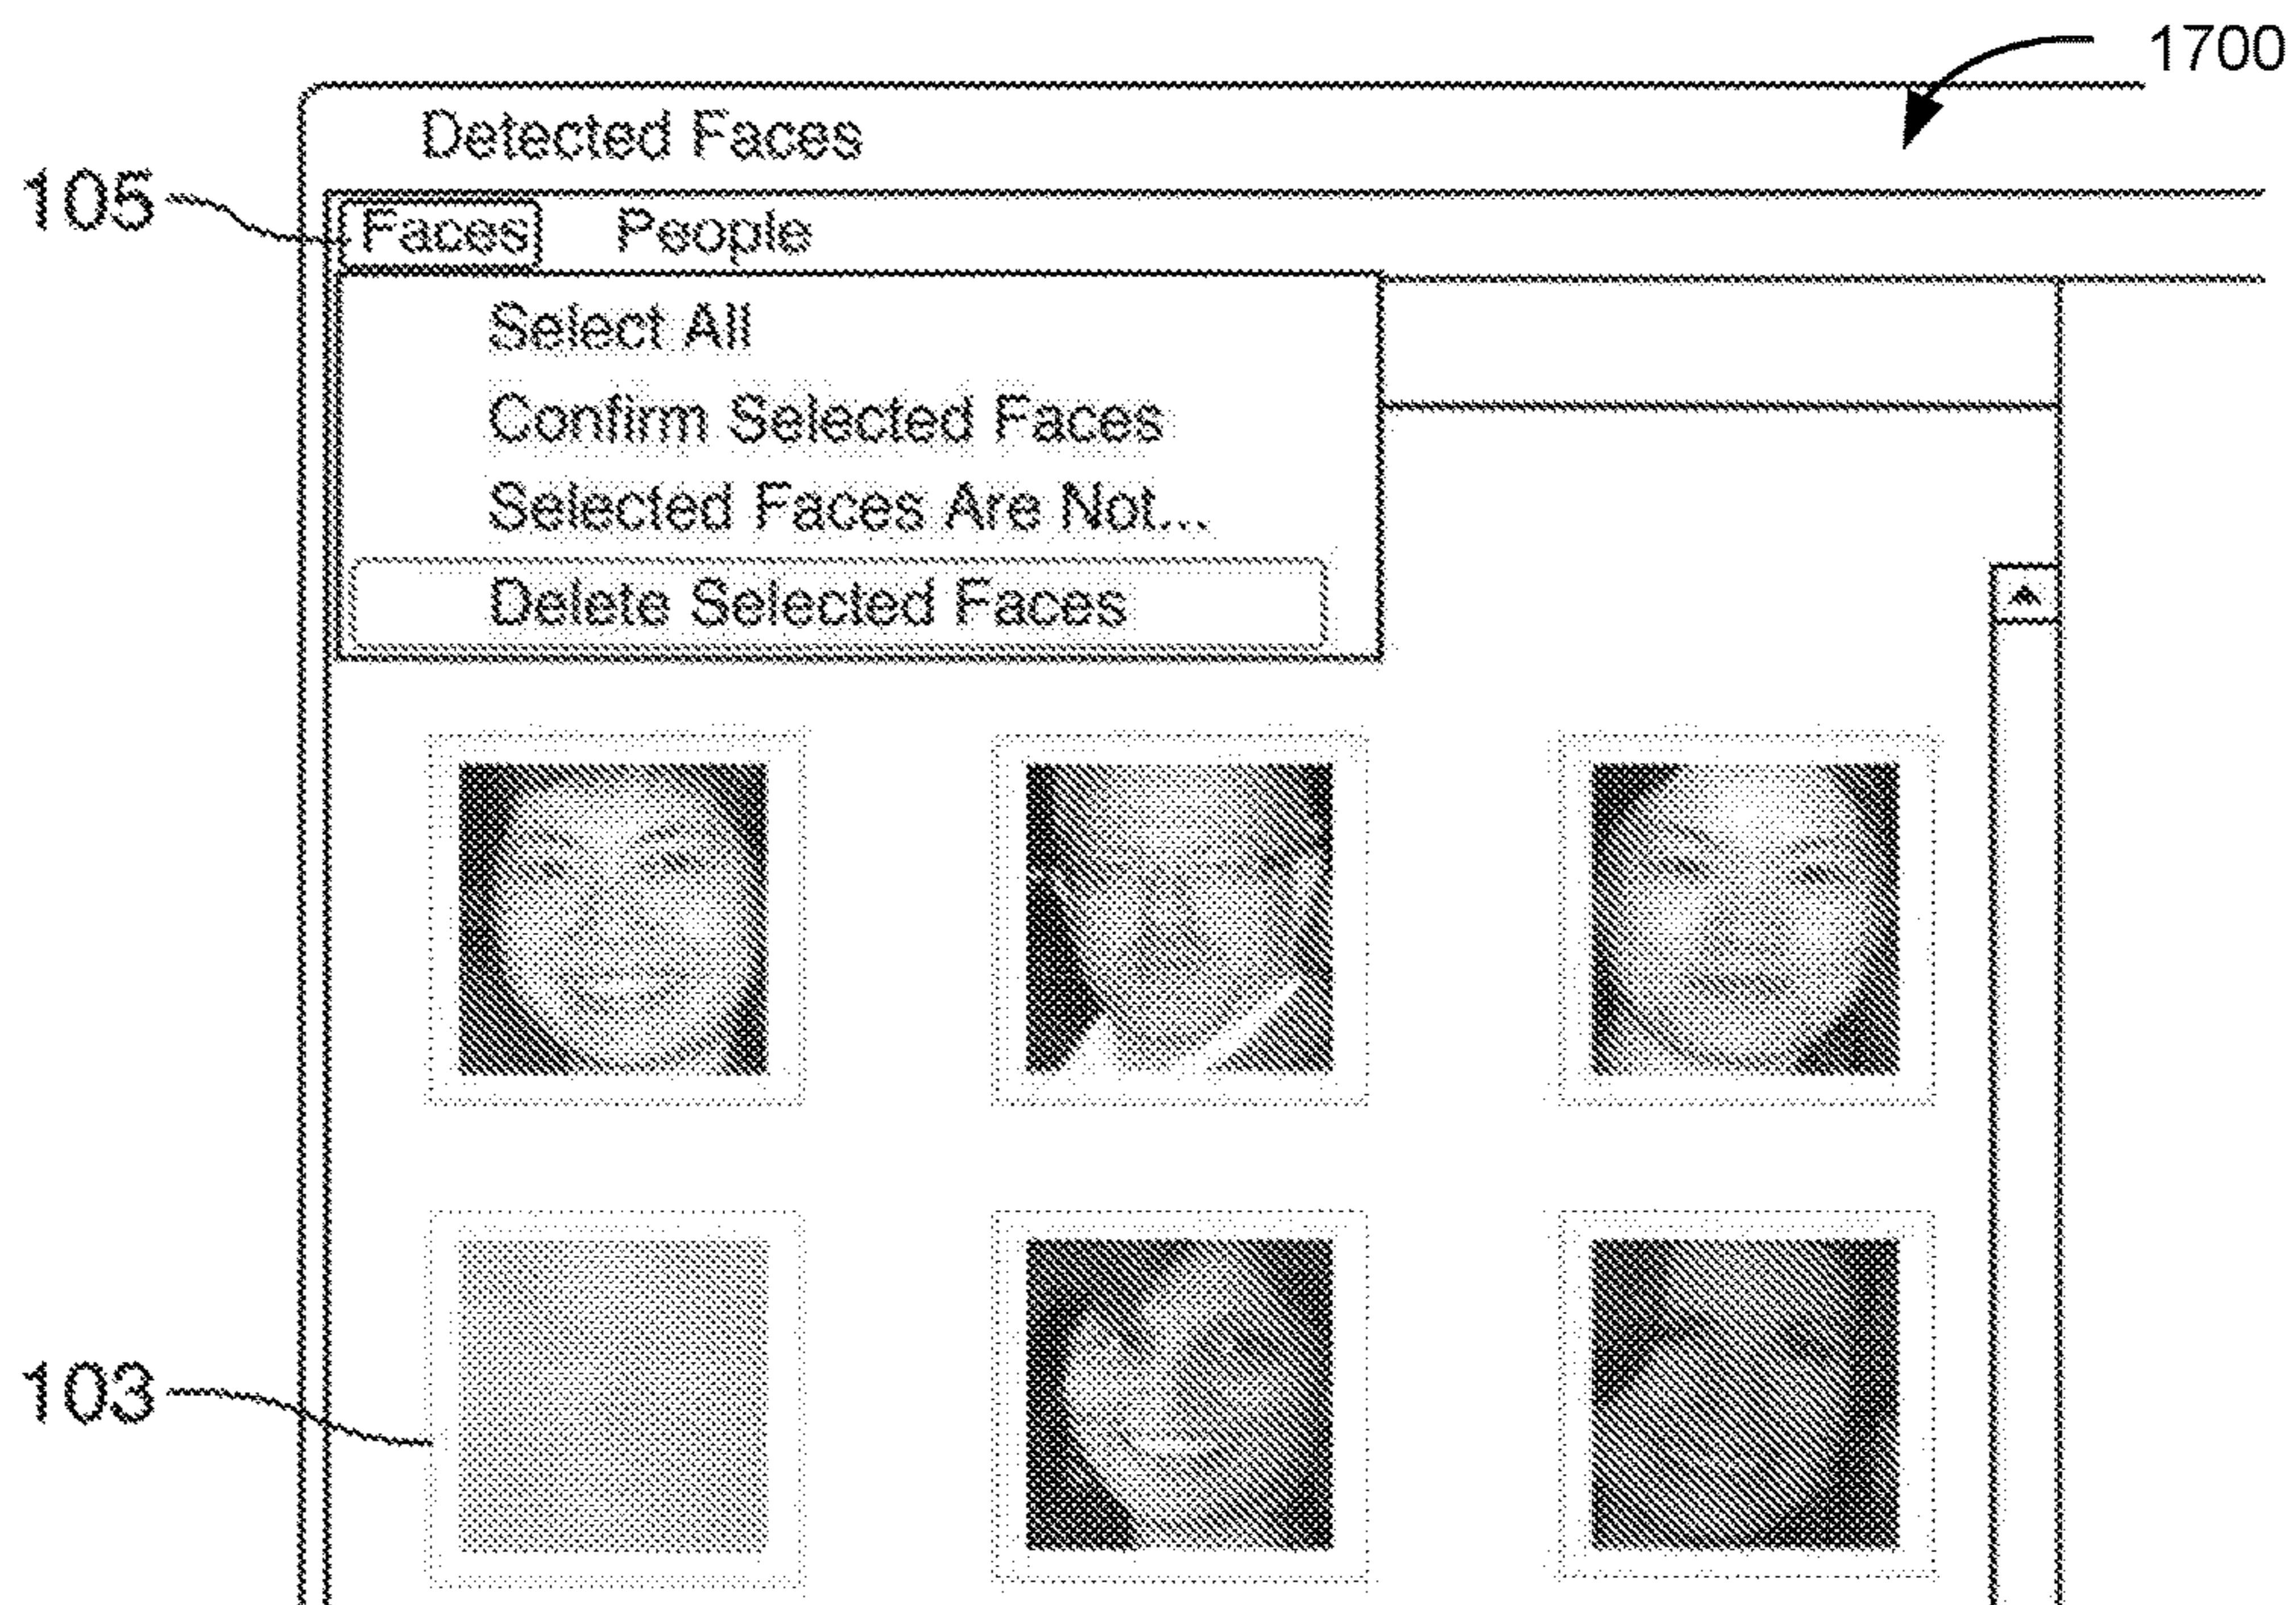 1700
Detected Faces
105
Faces People
Select All
Confirm Selected Faces
Selected Faces Are Not...
Delete Selected Faces
103